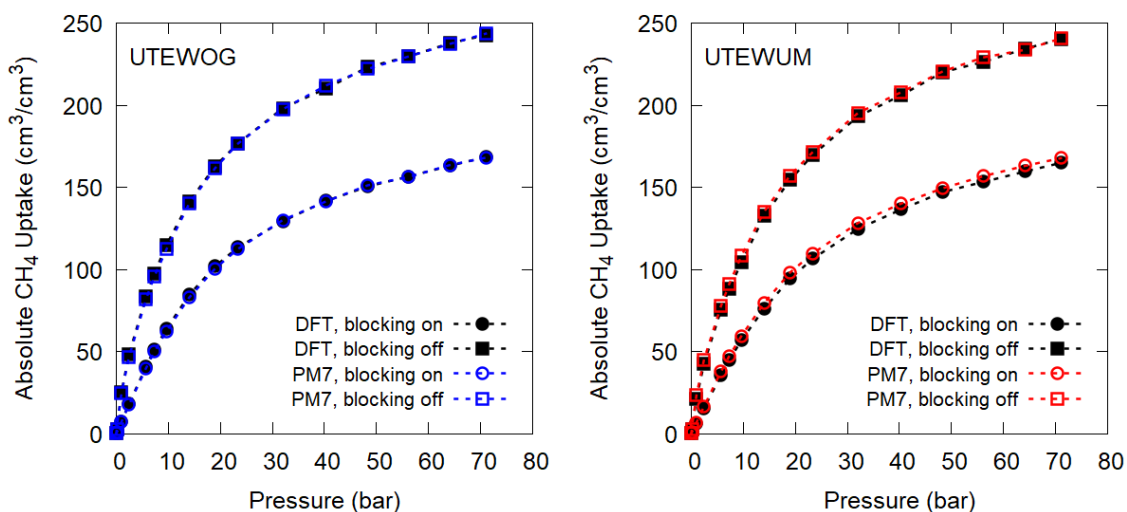 UTEWOG
Absolute CH₄ Uptake (cm³/cm³)
250
200
150
100
50
0
DFT, blocking on
DFT, blocking off
PM7, blocking on
PM7, blocking off
0 10 20 30 40 50 60 70 80
Pressure (bar)
UTEWUM
Absolute CH₄ Uptake (cm³/cm³)
250
200
150
100
50
0
DFT, blocking on
DFT, blocking off
PM7, blocking on
PM7, blocking off
0 10 20 30 40 50 60 70 80
Pressure (bar)